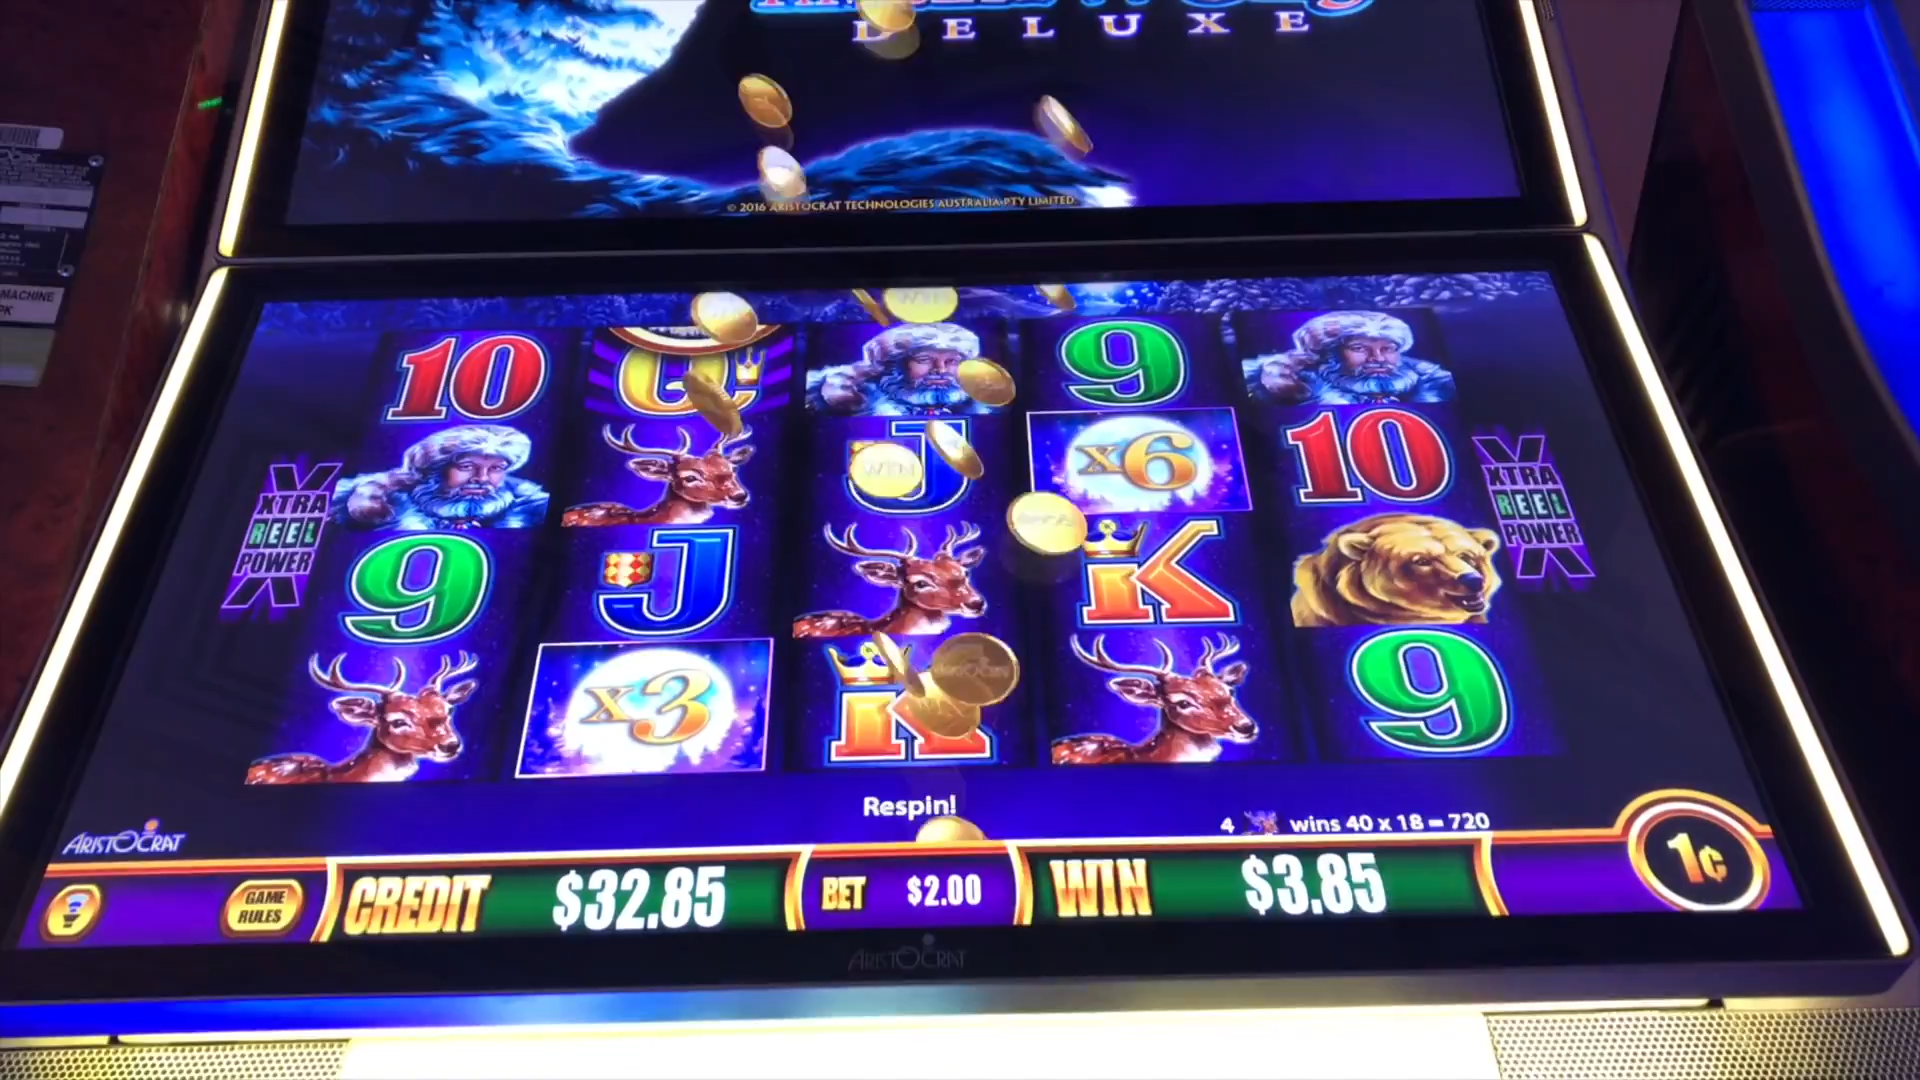 DELUXE
© 2016 ARISTOCRAT TECHNOLOGIES AUSTRALIA PTY LIMITED
MACHINE
WIN
10
9
J
x6
10
WIN
XTRA
REEL
POWER
XTRA
REEL
POWER
9
J
K
x3
K
9
Respin!
4 wins 40 x 18 = 720
ARISTOCRAT
GAME
RULES
CREDIT $32.85
BET $2.00
WIN $3.85
1¢
ARISTOCRAT